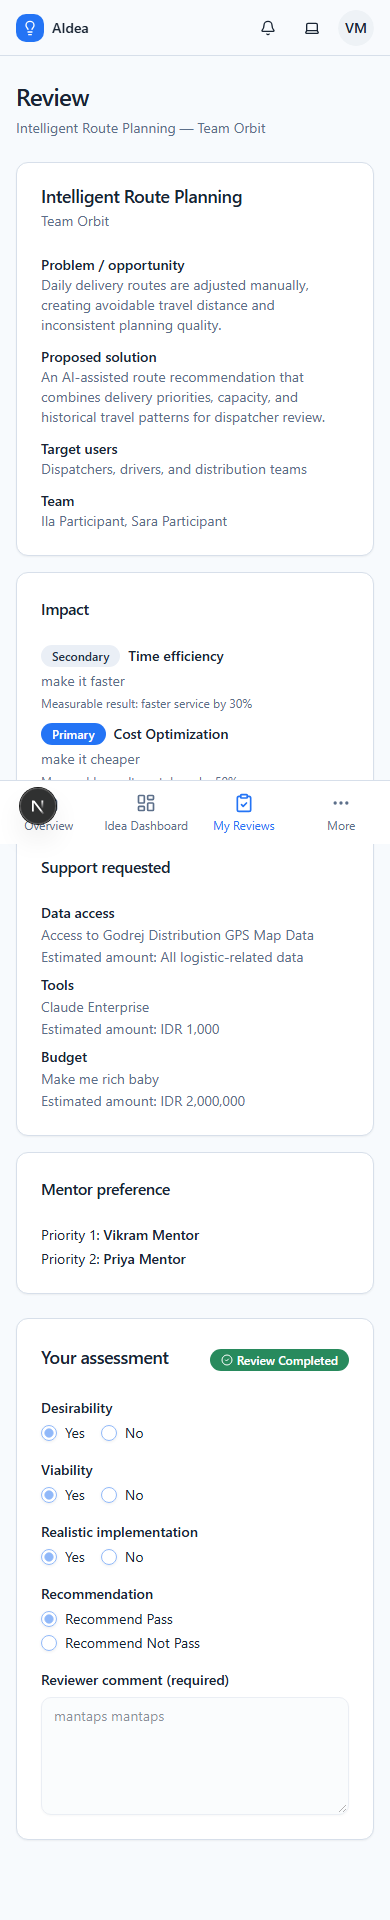 AIdea
VM
Review
Intelligent Route Planning — Team Orbit
Intelligent Route Planning
Team Orbit
Problem / opportunity
Daily delivery routes are adjusted manually,
creating avoidable travel distance and
inconsistent planning quality.
Proposed solution
An AI-assisted route recommendation that
combines delivery priorities, capacity, and
historical travel patterns for dispatcher review.
Target users
Dispatchers, drivers, and distribution teams
Team
Ila Participant, Sara Participant
Impact
Secondary Time efficiency
make it faster
Measurable result: faster service by 30%
Primary Cost Optimization
make it cheaper
N
Overview Idea Dashboard My Reviews More
Support requested
Data access
Access to Godrej Distribution GPS Map Data
Estimated amount: All logistic-related data
Tools
Claude Enterprise
Estimated amount: IDR 1,000
Budget
Make me rich baby
Estimated amount: IDR 2,000,000
Mentor preference
Priority 1: Vikram Mentor
Priority 2: Priya Mentor
Your assessment Review Completed
Desirability
Yes No
Viability
Yes No
Realistic implementation
Yes No
Recommendation
Recommend Pass
Recommend Not Pass
Reviewer comment (required)
mantaps mantaps